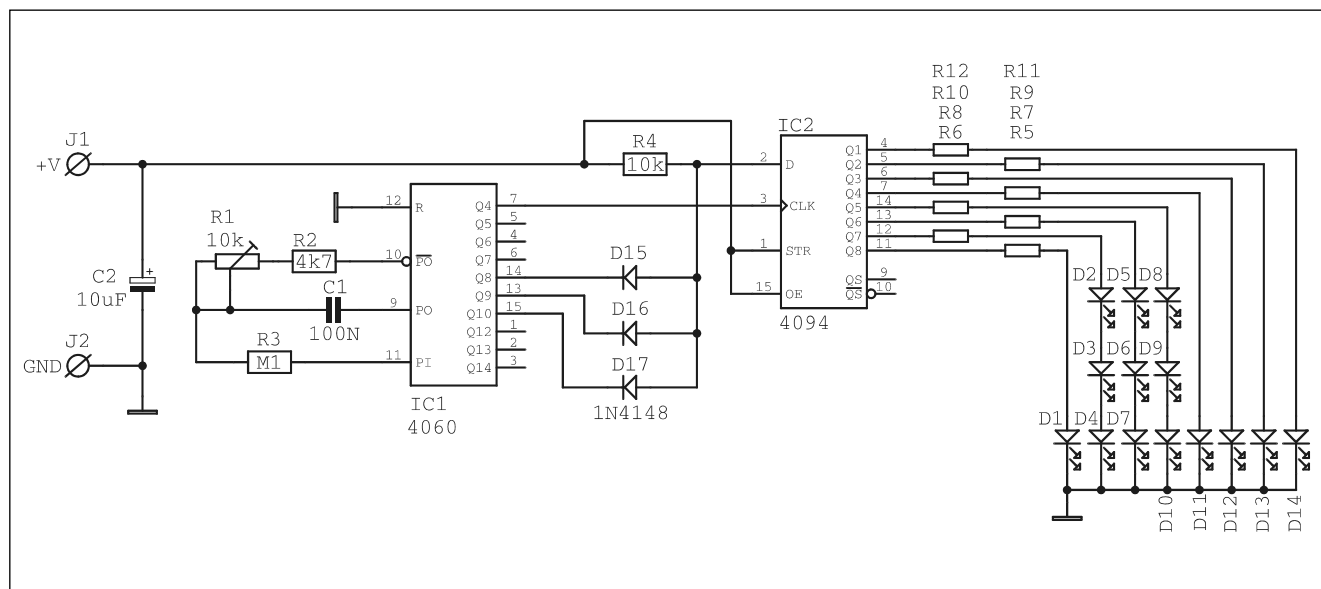 J1
+V
C2
10uF
+
J2
GND
R1
10k
R2
4k7
C1
100N
R3
M1
12
10
9
11
R
PO
PO
PI
Q4
Q5
Q6
Q7
Q8
Q9
Q10
Q12
Q13
Q14
7
5
4
6
14
13
15
1
2
3
IC1
4060
R4
10k
D15
D16
D17
1N4148
IC2
2
3
1
15
D
CLK
STR
OE
Q1
Q2
Q3
Q4
Q5
Q6
Q7
Q8
QS
QS
4
5
6
7
14
13
12
11
9
10
4094
R12 R11
R10 R9
R8 R7
R6 R5
D2 D5 D8
D3 D6 D9
D1 D4 D7
D10
D11
D12
D13
D14